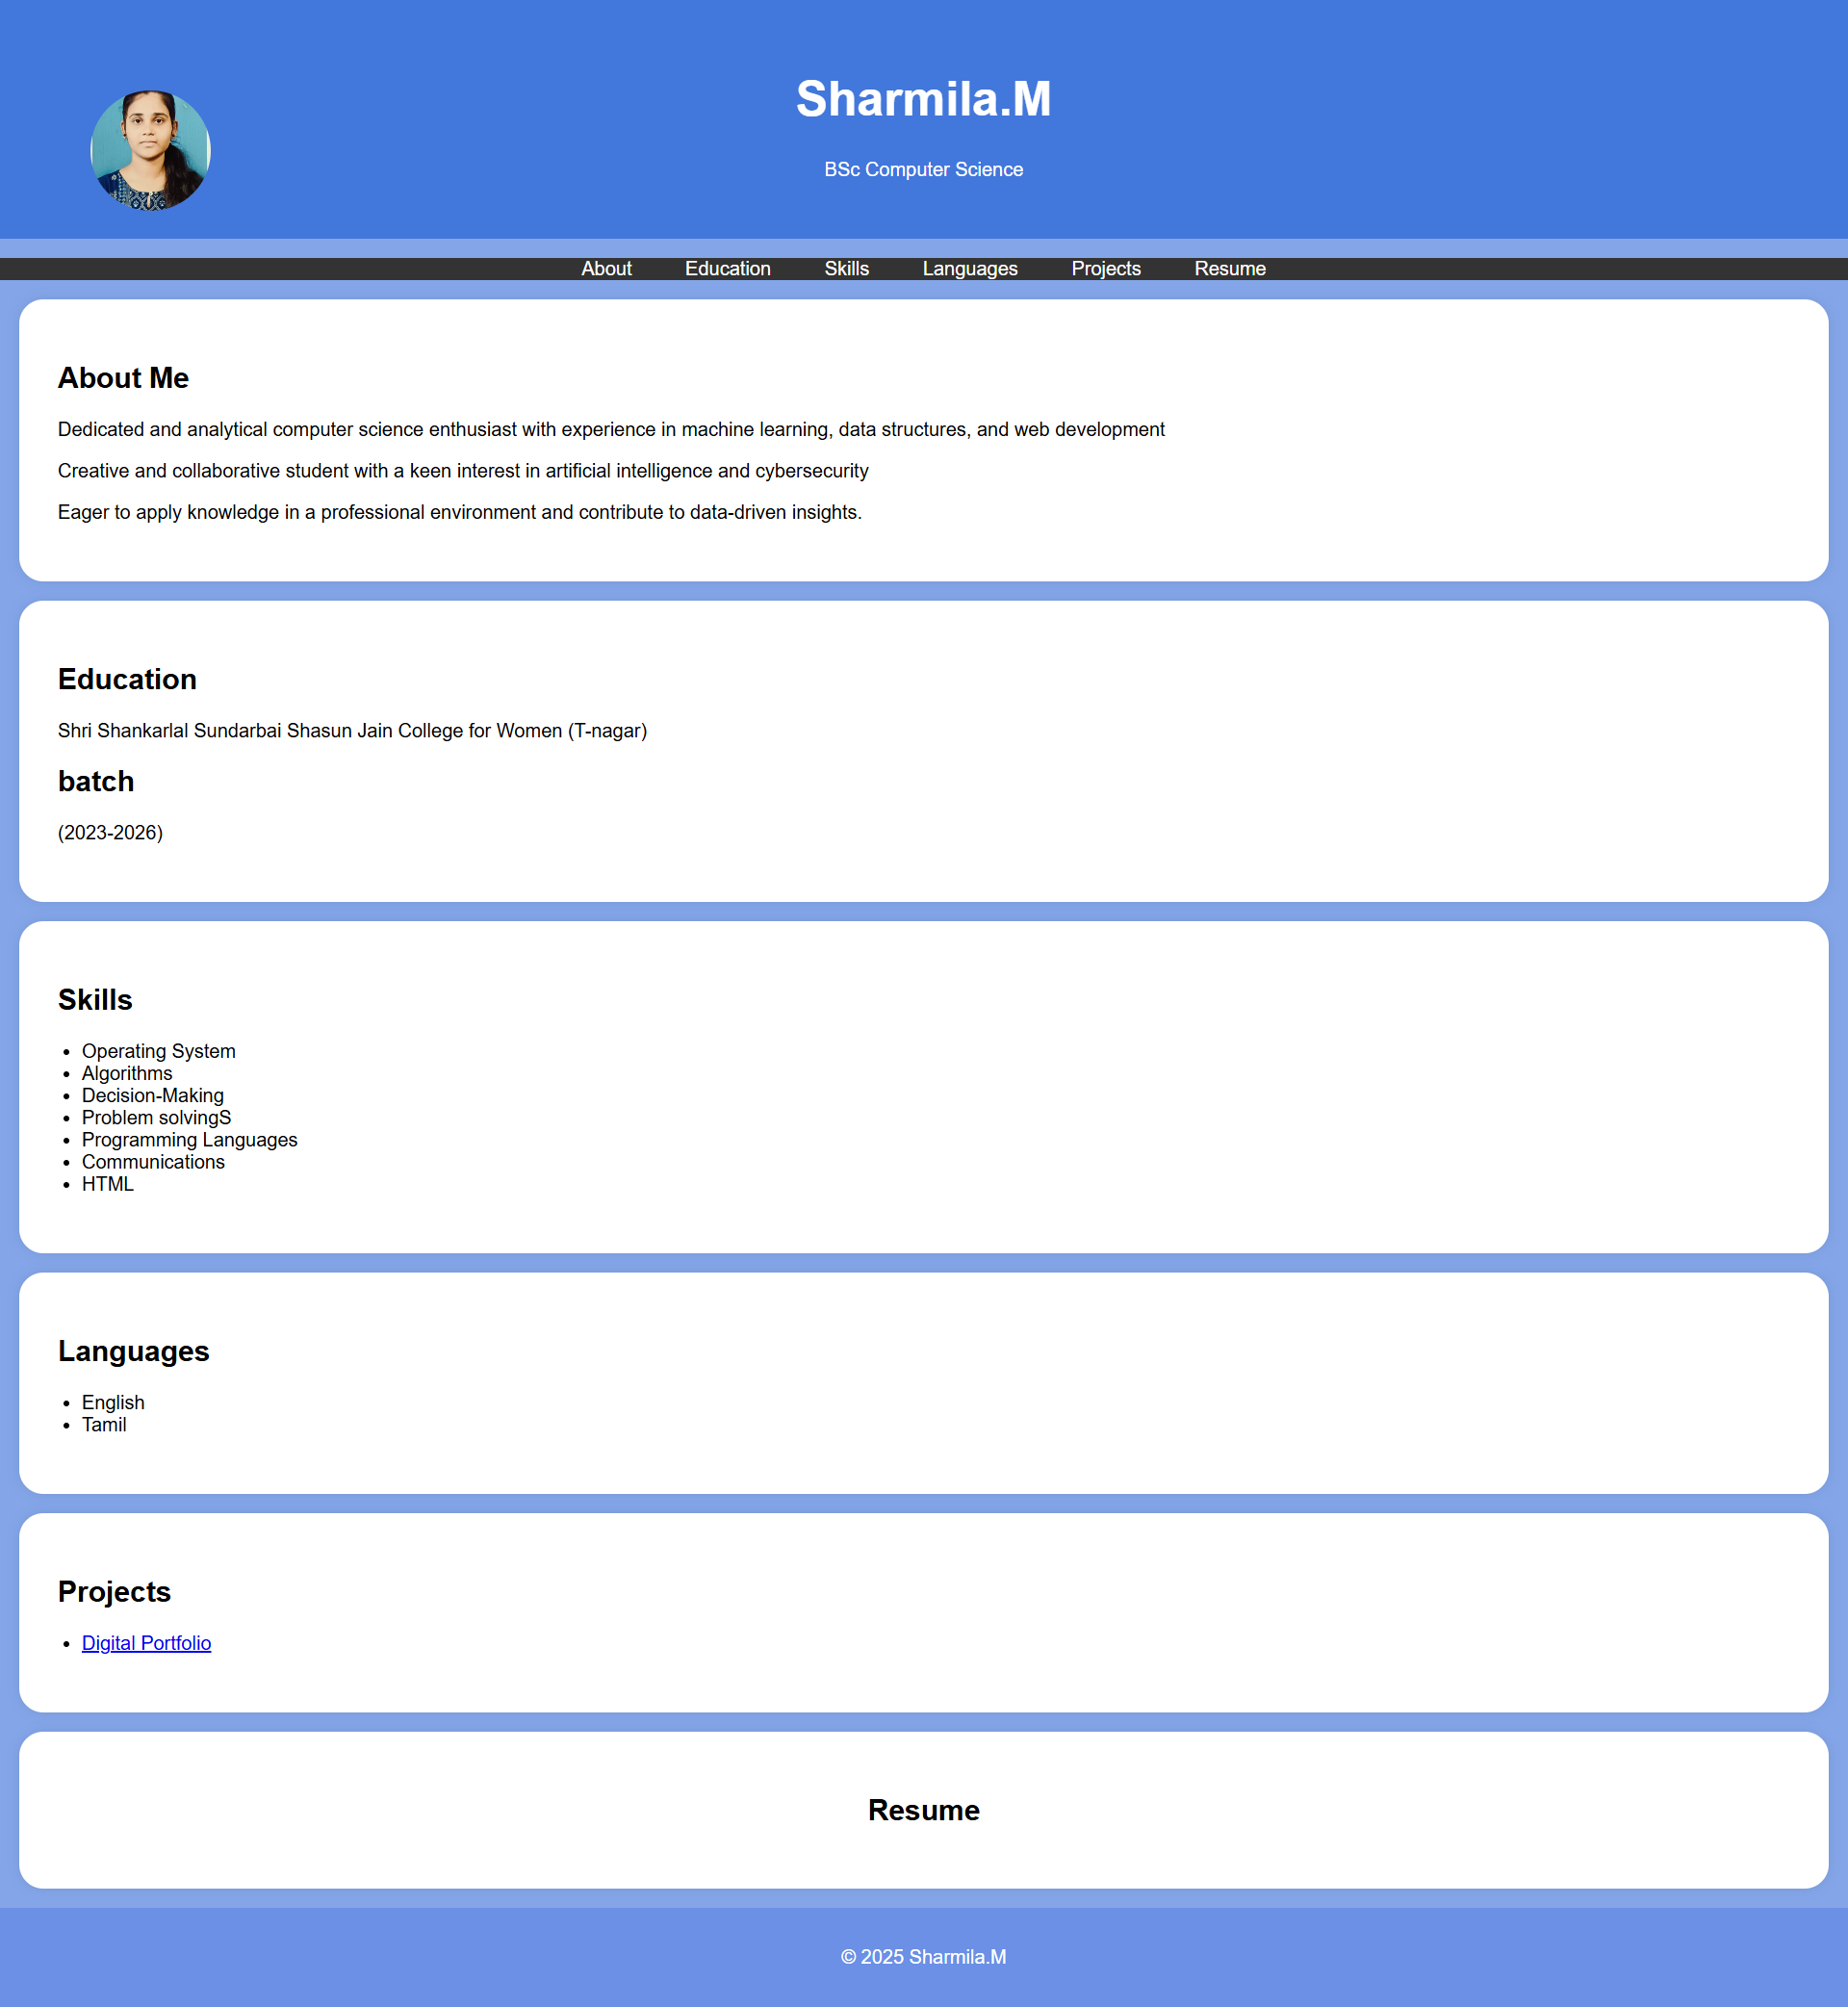 Sharmila.M
BSc Computer Science
About Education Skills Languages Projects Resume
About Me
Dedicated and analytical computer science enthusiast with experience in machine learning, data structures, and web development
Creative and collaborative student with a keen interest in artificial intelligence and cybersecurity
Eager to apply knowledge in a professional environment and contribute to data-driven insights.
Education
Shri Shankarlal Sundarbai Shasun Jain College for Women (T-nagar)
batch
(2023-2026)
Skills
• Operating System
• Algorithms
• Decision-Making
• Problem solvingS
• Programming Languages
• Communications
• HTML
Languages
• English
• Tamil
Projects
• Digital Portfolio
Resume
© 2025 Sharmila.M